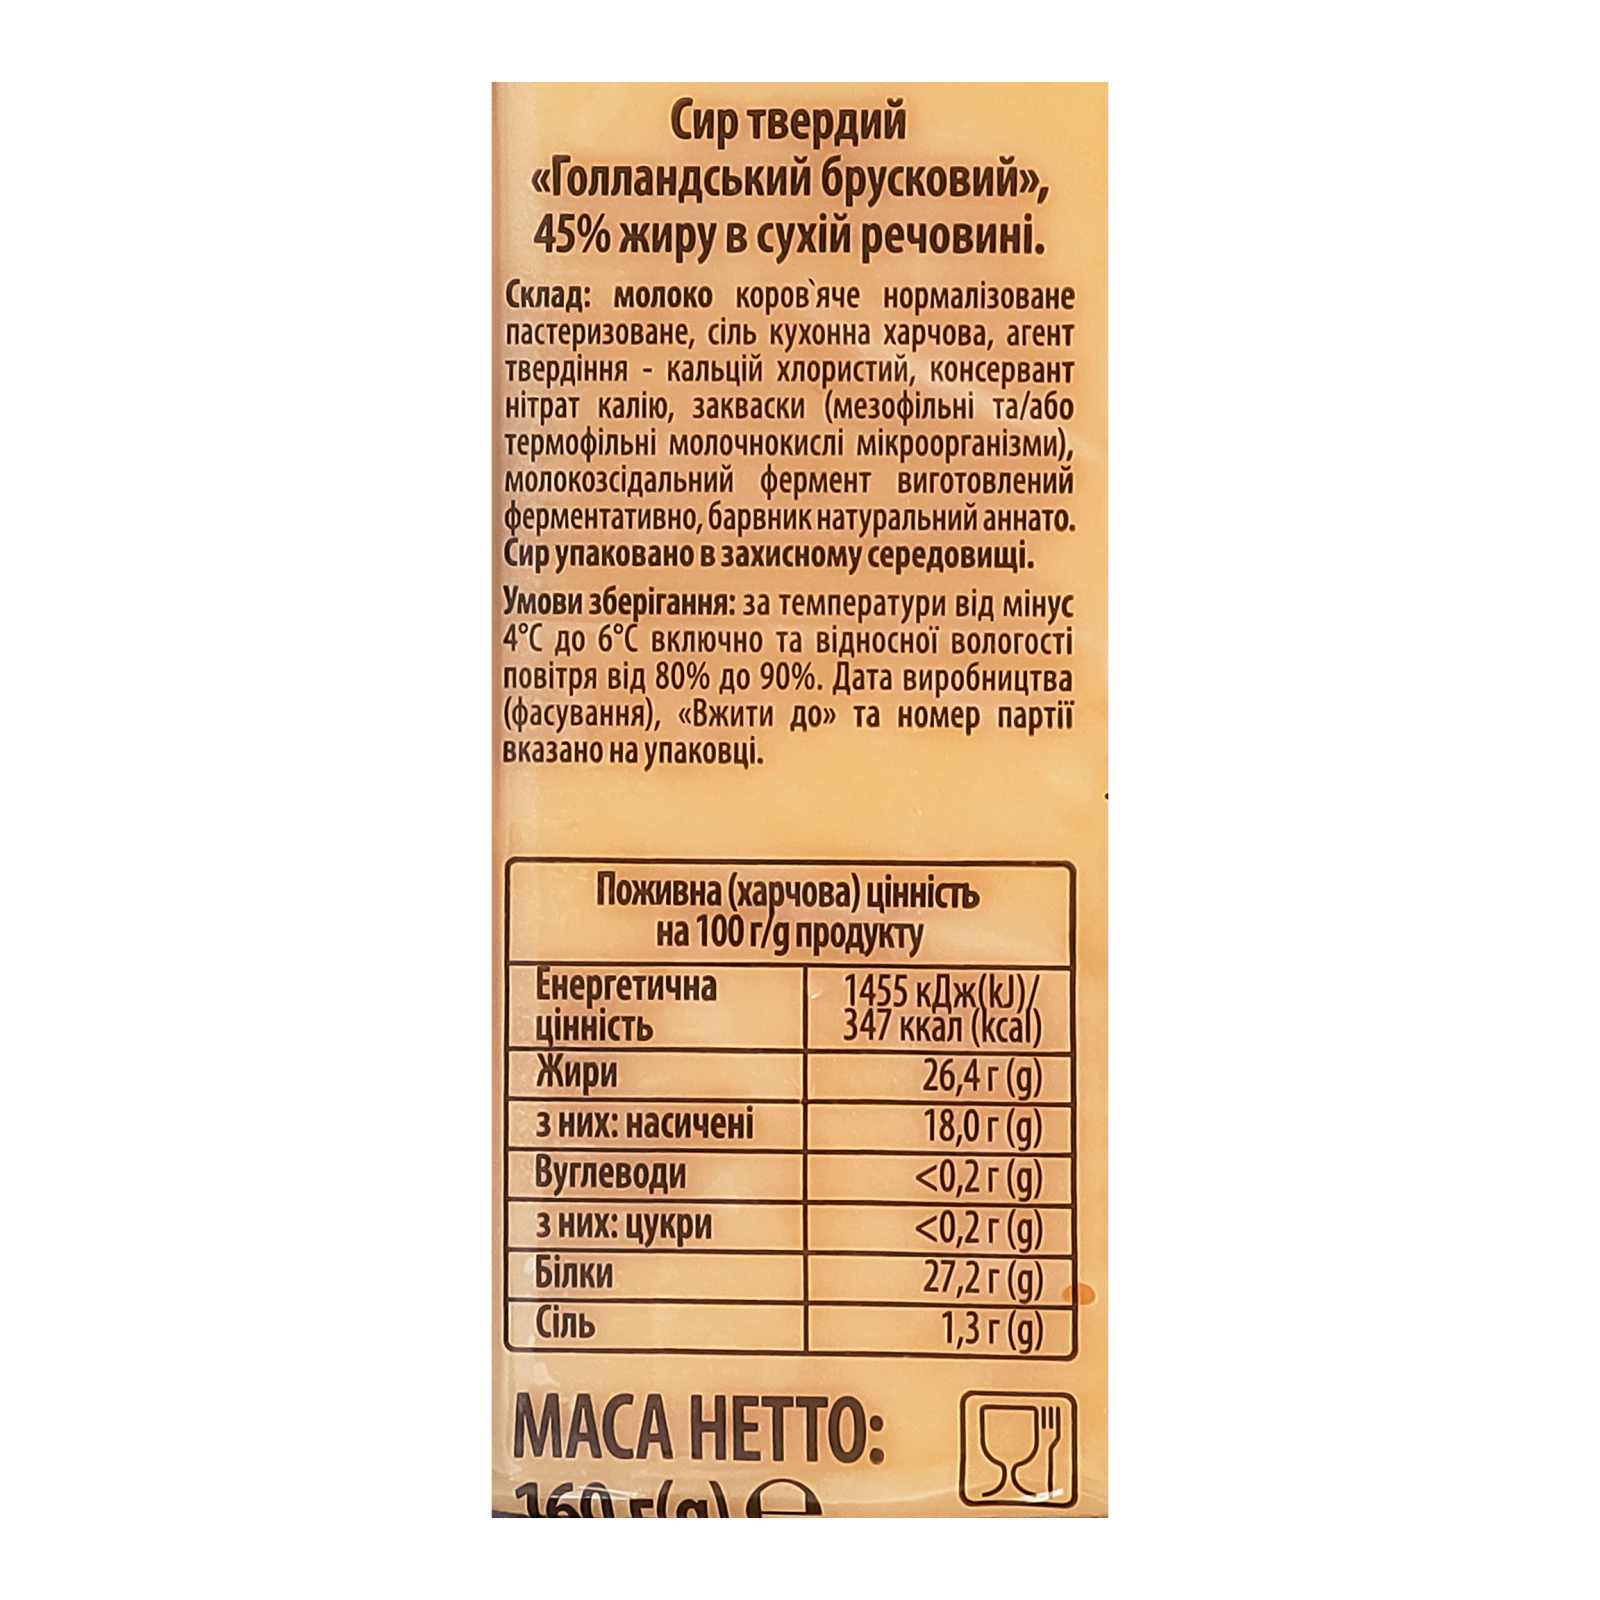 Сир твердий
«Голландський брусковий»,
45% жиру в сухій речовині.
Склад: молоко коров`яче нормалізоване
пастеризоване, сіль кухонна харчова, агент
твердіння - кальцій хлористий, консервант
нітрат калію, закваски (мезофільні та/або
термофільні молочнокислі мікроорганізми),
молокозсідальний фермент виготовлений
ферментативно, барвник натуральний аннато.
Сир упаковано в захисному середовищі.
Умови зберігання: за температури від мінус
4°С до 6°С включно та відносної вологості
повітря від 80% до 90%. Дата виробництва
(фасування), «Вжити до» та номер партії
вказано на упаковці.
Поживна (харчова) цінність
на 100 г/g продукту
Енергетична
цінність
1455 кДж(kJ)/
347 ккал (kcal)
Жири 26,4 г (g)
з них: насичені 18,0 г (g)
Вуглеводи <0,2 г (g)
з них: цукри <0,2 г (g)
Білки 27,2 г (g)
Сіль 1,3 г (g)
МАСА НЕТТО:
160 г(g) ℮